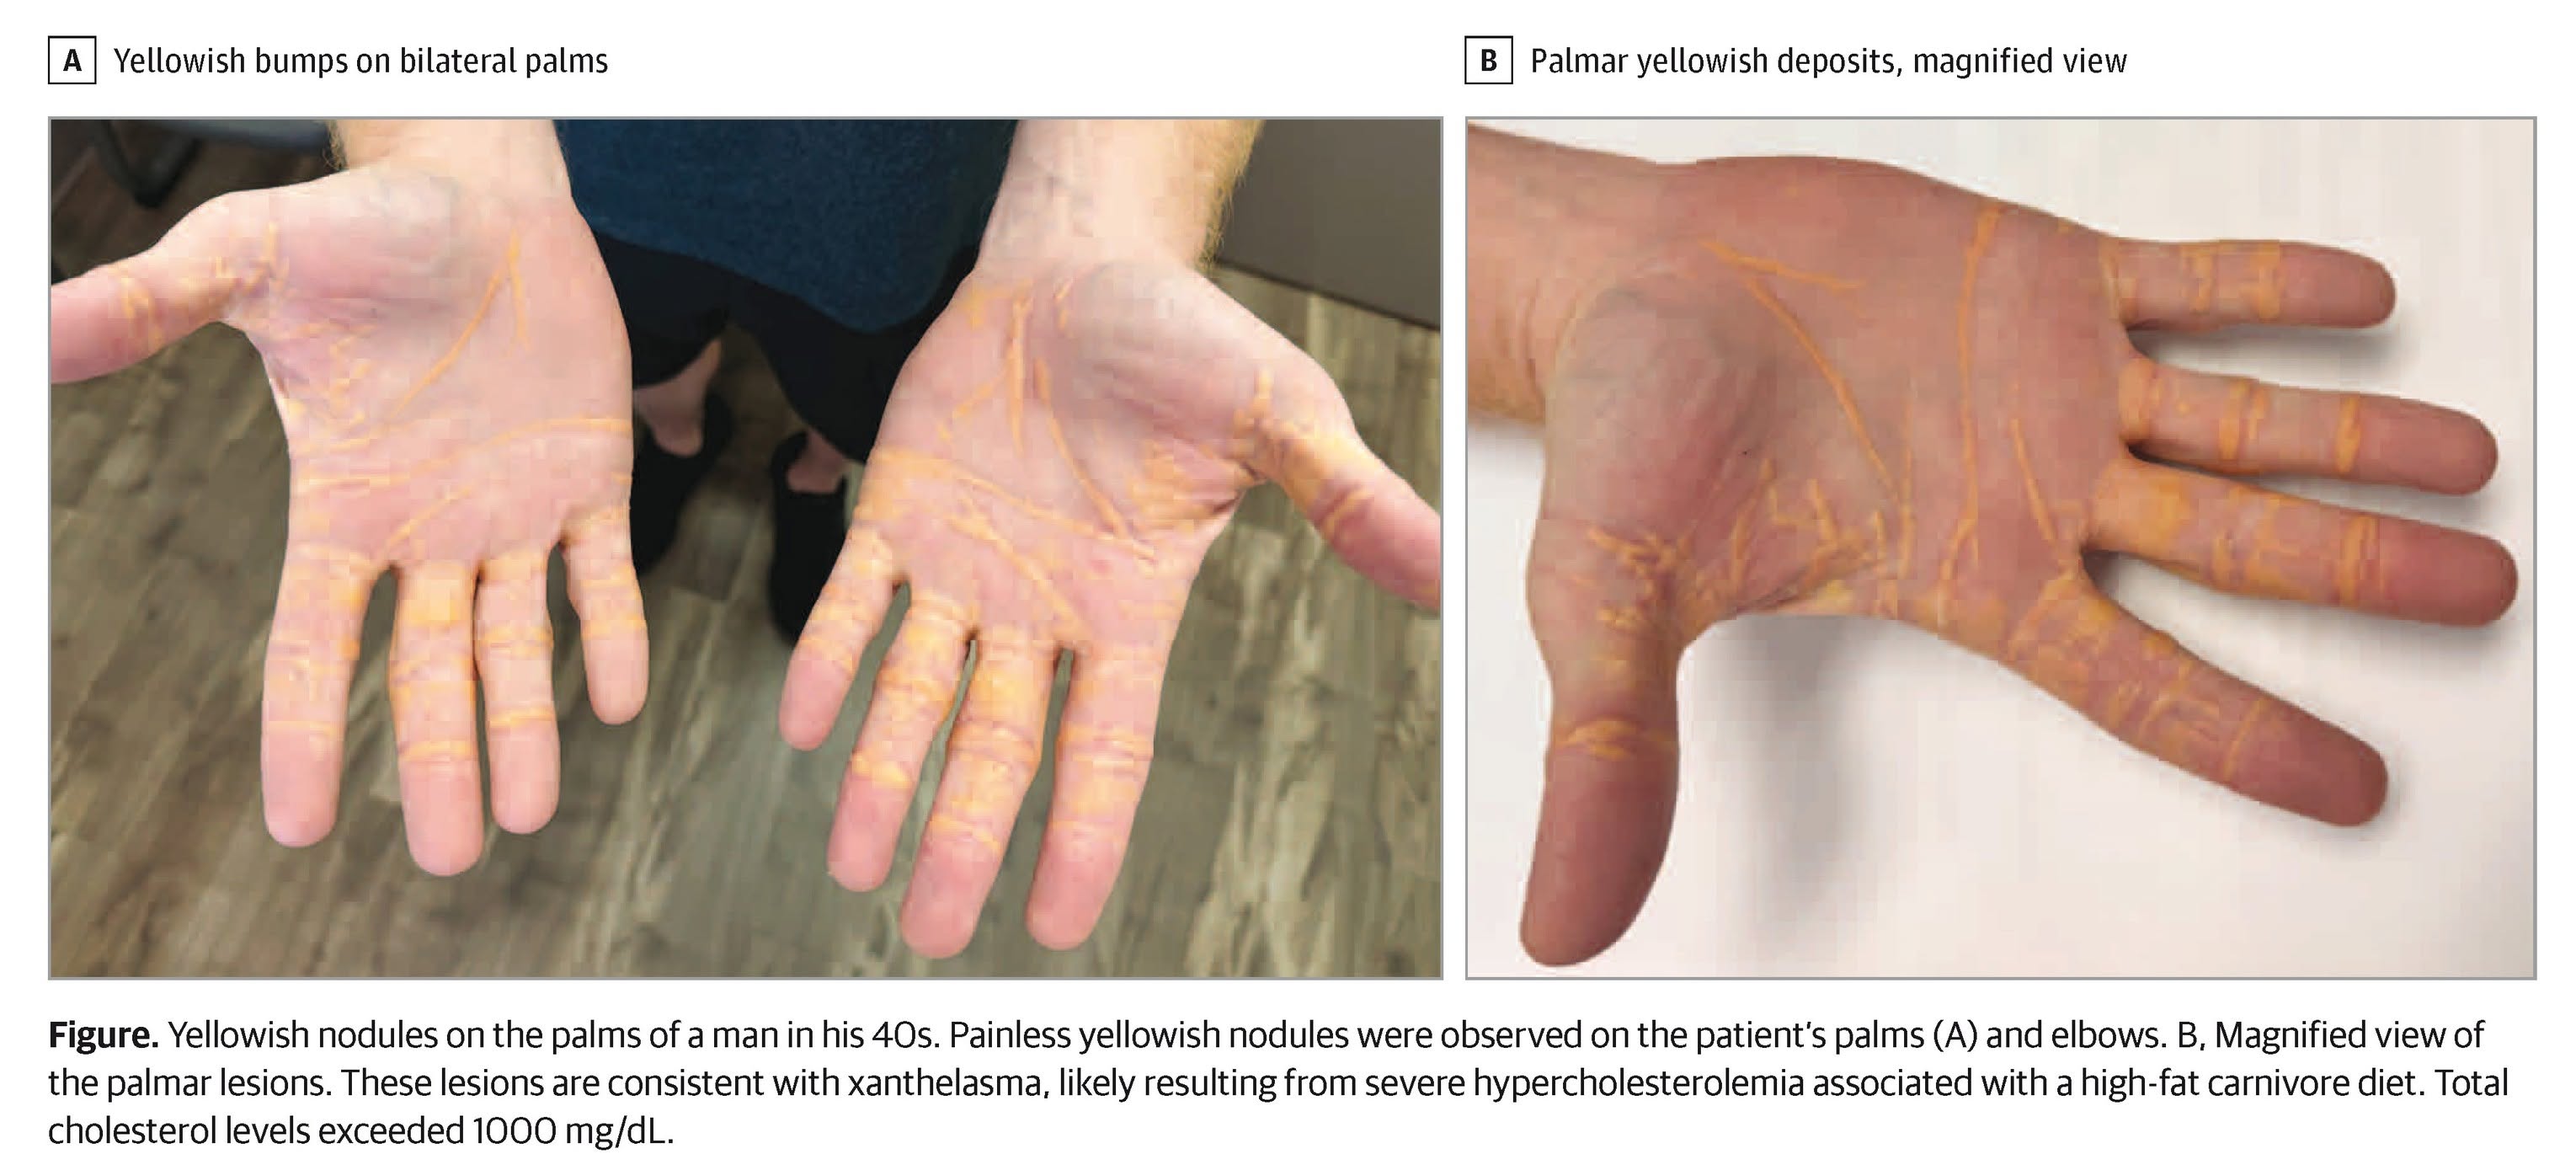 A Yellowish bumps on bilateral palms
B Palmar yellowish deposits, magnified view
Figure. Yellowish nodules on the palms of a man in his 40s. Painless yellowish nodules were observed on the patient's palms (A) and elbows. B, Magnified view of
the palmar lesions. These lesions are consistent with xanthelasma, likely resulting from severe hypercholesterolemia associated with a high-fat carnivore diet. Total
cholesterol levels exceeded 1000 mg/dL.